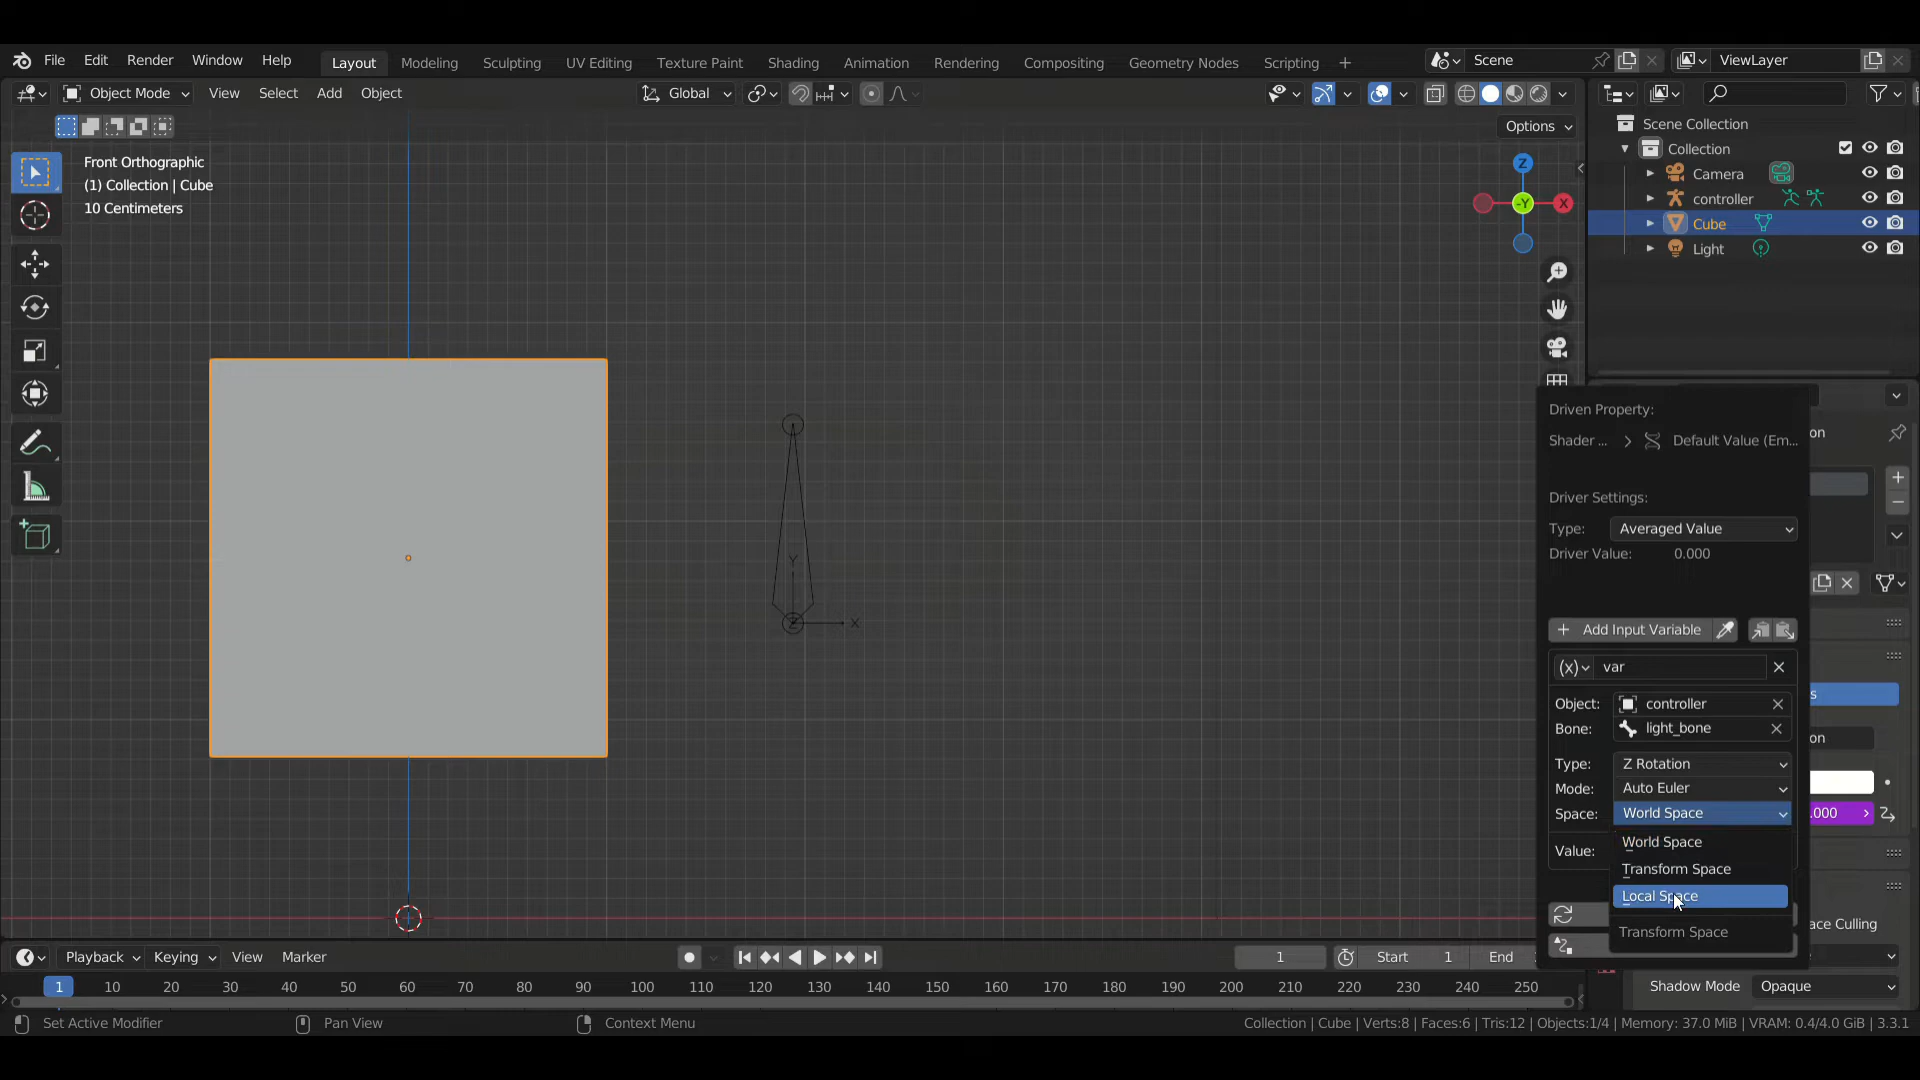 File Edit Render Window Help Layout Modeling Sculpting UV Editing Texture Paint Shading Animation Rendering Compositing Geometry Nodes Scripting + Scene ViewLayer
Object Mode View Select Add Object Global
Options
Front Orthographic
(1) Collection | Cube
10 Centimeters
Z
-Y X
Scene Collection
Collection
Camera
controller
Cube
Light
Driven Property:
Shader ... > Default Value (Em...
on
Driver Settings:
Type: Averaged Value
Driver Value: 0.000
+ Add Input Variable
(x) var
Object: controller
Bone: light_bone
s
on
Type: Z Rotation
Mode: Auto Euler
Space: World Space
.000
World Space
Value:
Transform Space
Local Space
Transform Space
ace Culling
Shadow Mode Opaque
Y
Z X
Playback Keying View Marker 1 Start 1 End
1 10 20 30 40 50 60 70 80 90 100 110 120 130 140 150 160 170 180 190 200 210 220 230 240 250
Set Active Modifier Pan View Context Menu Collection | Cube | Verts:8 | Faces:6 | Tris:12 | Objects:1/4 | Memory: 37.0 MiB | VRAM: 0.4/4.0 GiB | 3.3.1